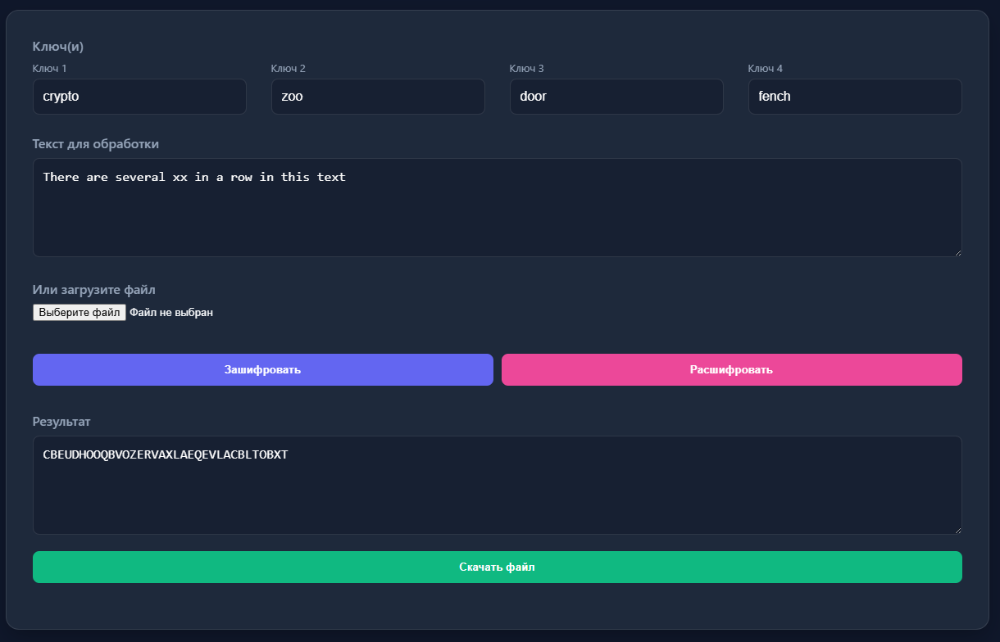 Ключ(и)
Ключ 1 Ключ 2 Ключ 3 Ключ 4
crypto zoo door fench
Текст для обработки
There are several xx in a row in this text
Или загрузите файл
Выберите файл Файл не выбран
Зашифровать Расшифровать
Результат
CBEUDHOOQBVOZERVAXLAEQEVLACBLTOBXT
Скачать файл